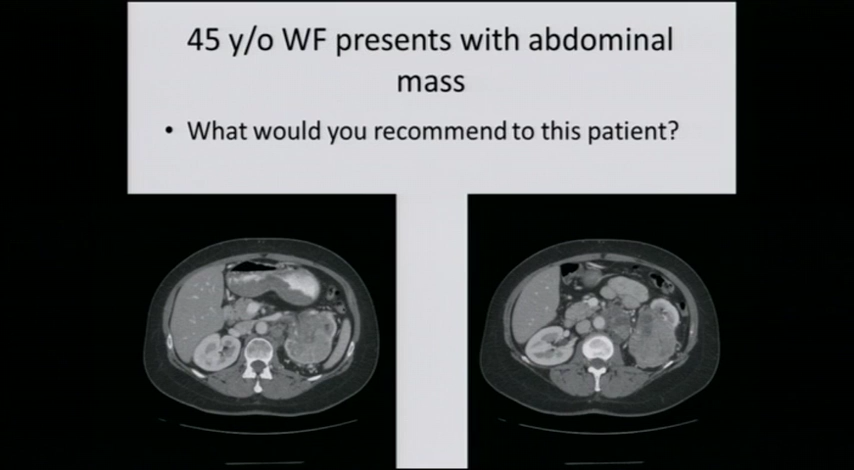 45 y/o WF presents with abdominal
mass
• What would you recommend to this patient?